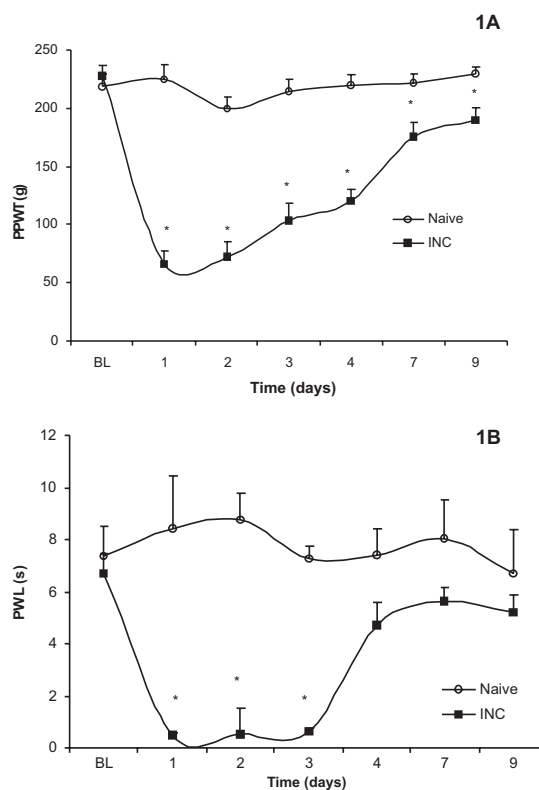 1A
250
200
150
100
50
0
PPWT (g)
* * * * * *
Naive
INC
BL 1 2 3 4 7 9
Time (days)
1B
12
10
8
6
4
2
0
PWL (s)
* * *
Naive
INC
BL 1 2 3 4 7 9
Time (days)